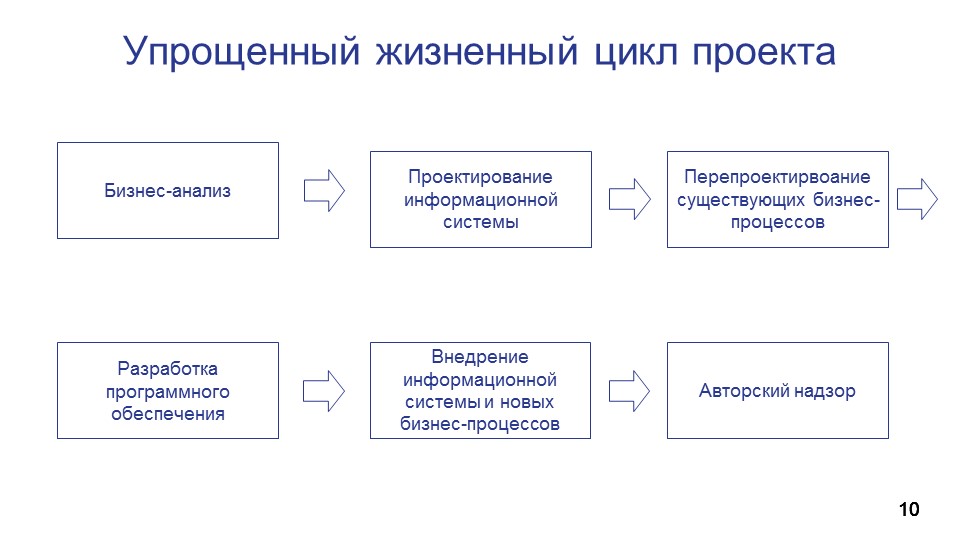 Упрощенный жизненный цикл проекта
Бизнес-анализ
Проектирование
информационной
системы
Перепроектирвоание
существующих бизнес-
процессов
Разработка
программного
обеспечения
Внедрение
информационной
системы и новых
бизнес-процессов
Авторский надзор
10